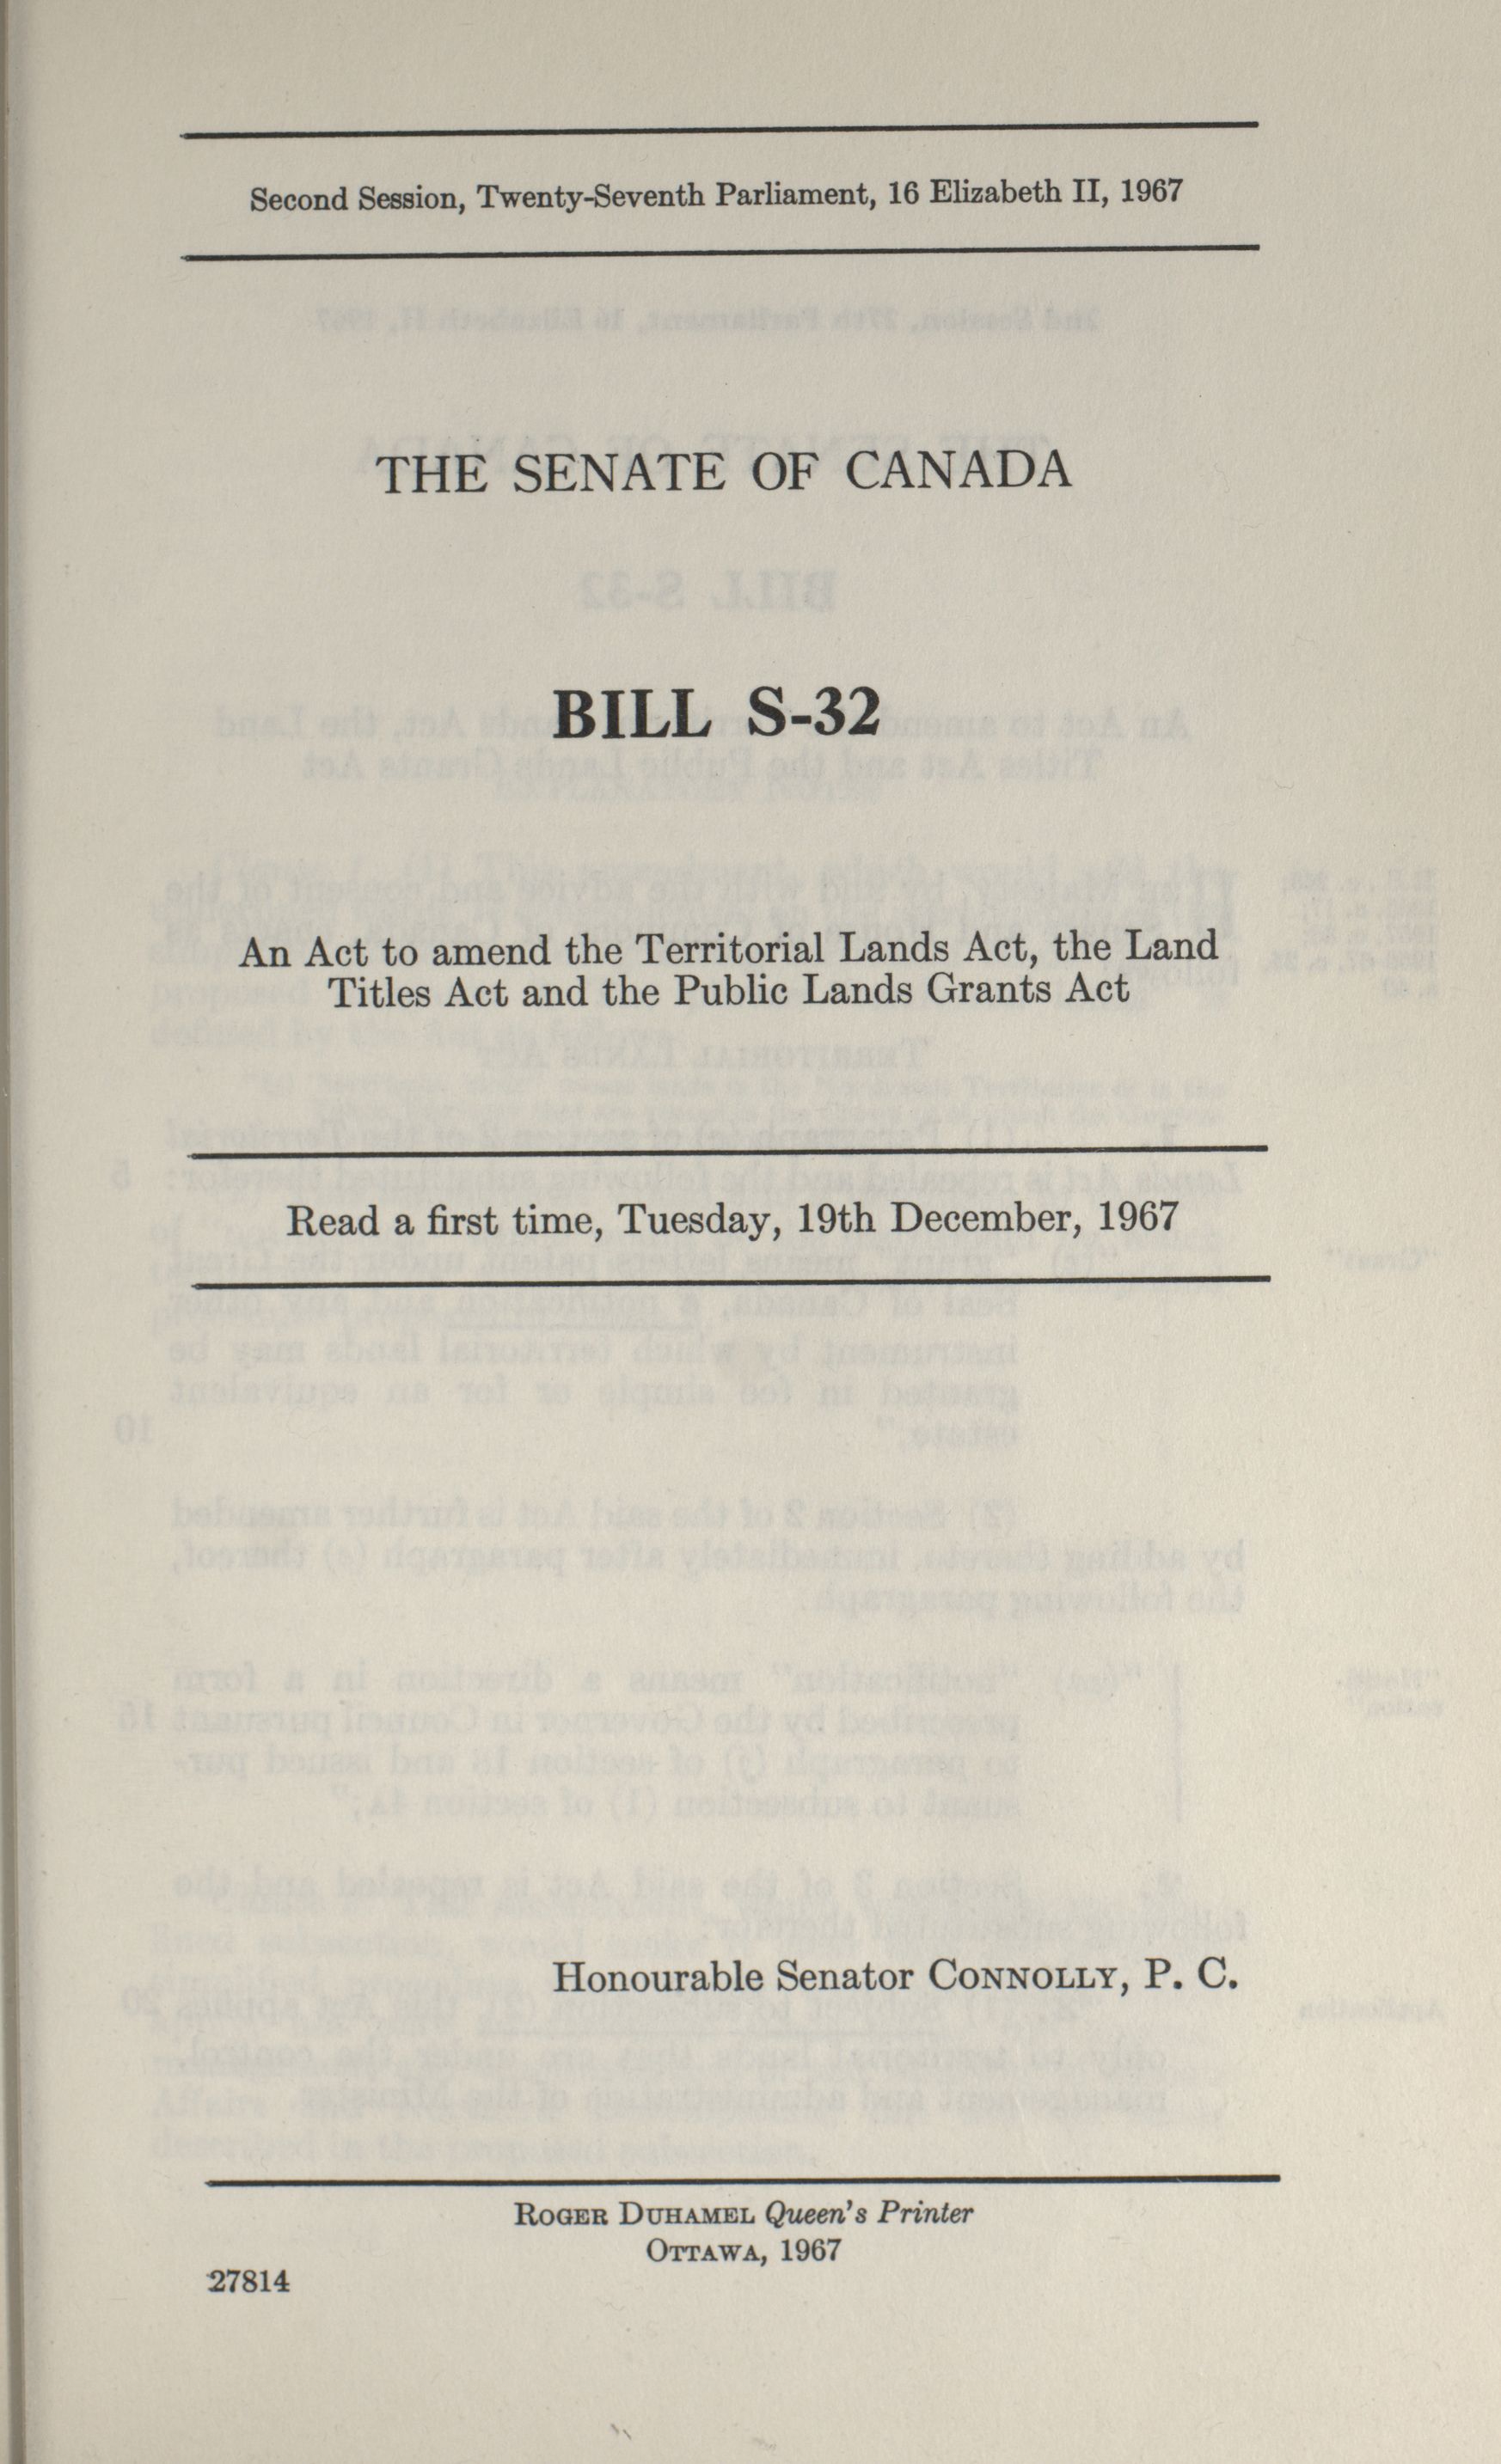 Second Session, Twenty-Seventh Parliament, 16 Elizabeth II, 1967
THE SENATE OF CANADA
BILL S-32
An Act to amend the Territorial Lands Act, the Land
Titles Act and the Public Lands Grants Act
Read a first time, Tuesday, 19th December, 1967
Honourable Senator CONNOLLY, P. C.
ROGER DUHAMEL Queen's Printer
OTTAWA, 1967
27814